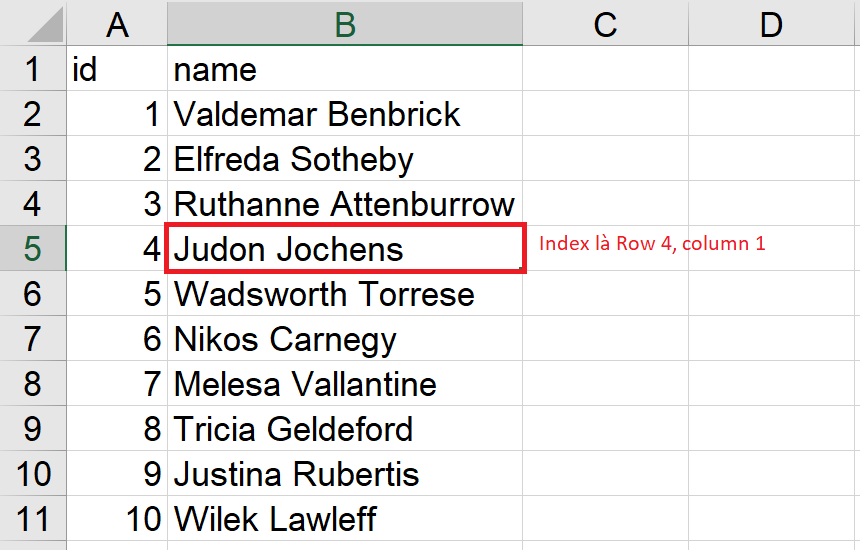 A B C D
1 id name
2 1 Valdemar Benbrick
3 2 Elfreda Sotheby
4 3 Ruthanne Attenburrow
5 4 Judon Jochens Index là Row 4, column 1
6 5 Wadsworth Torrese
7 6 Nikos Carnegy
8 7 Melesa Vallantine
9 8 Tricia Geldeford
10 9 Justina Rubertis
11 10 Wilek Lawleff